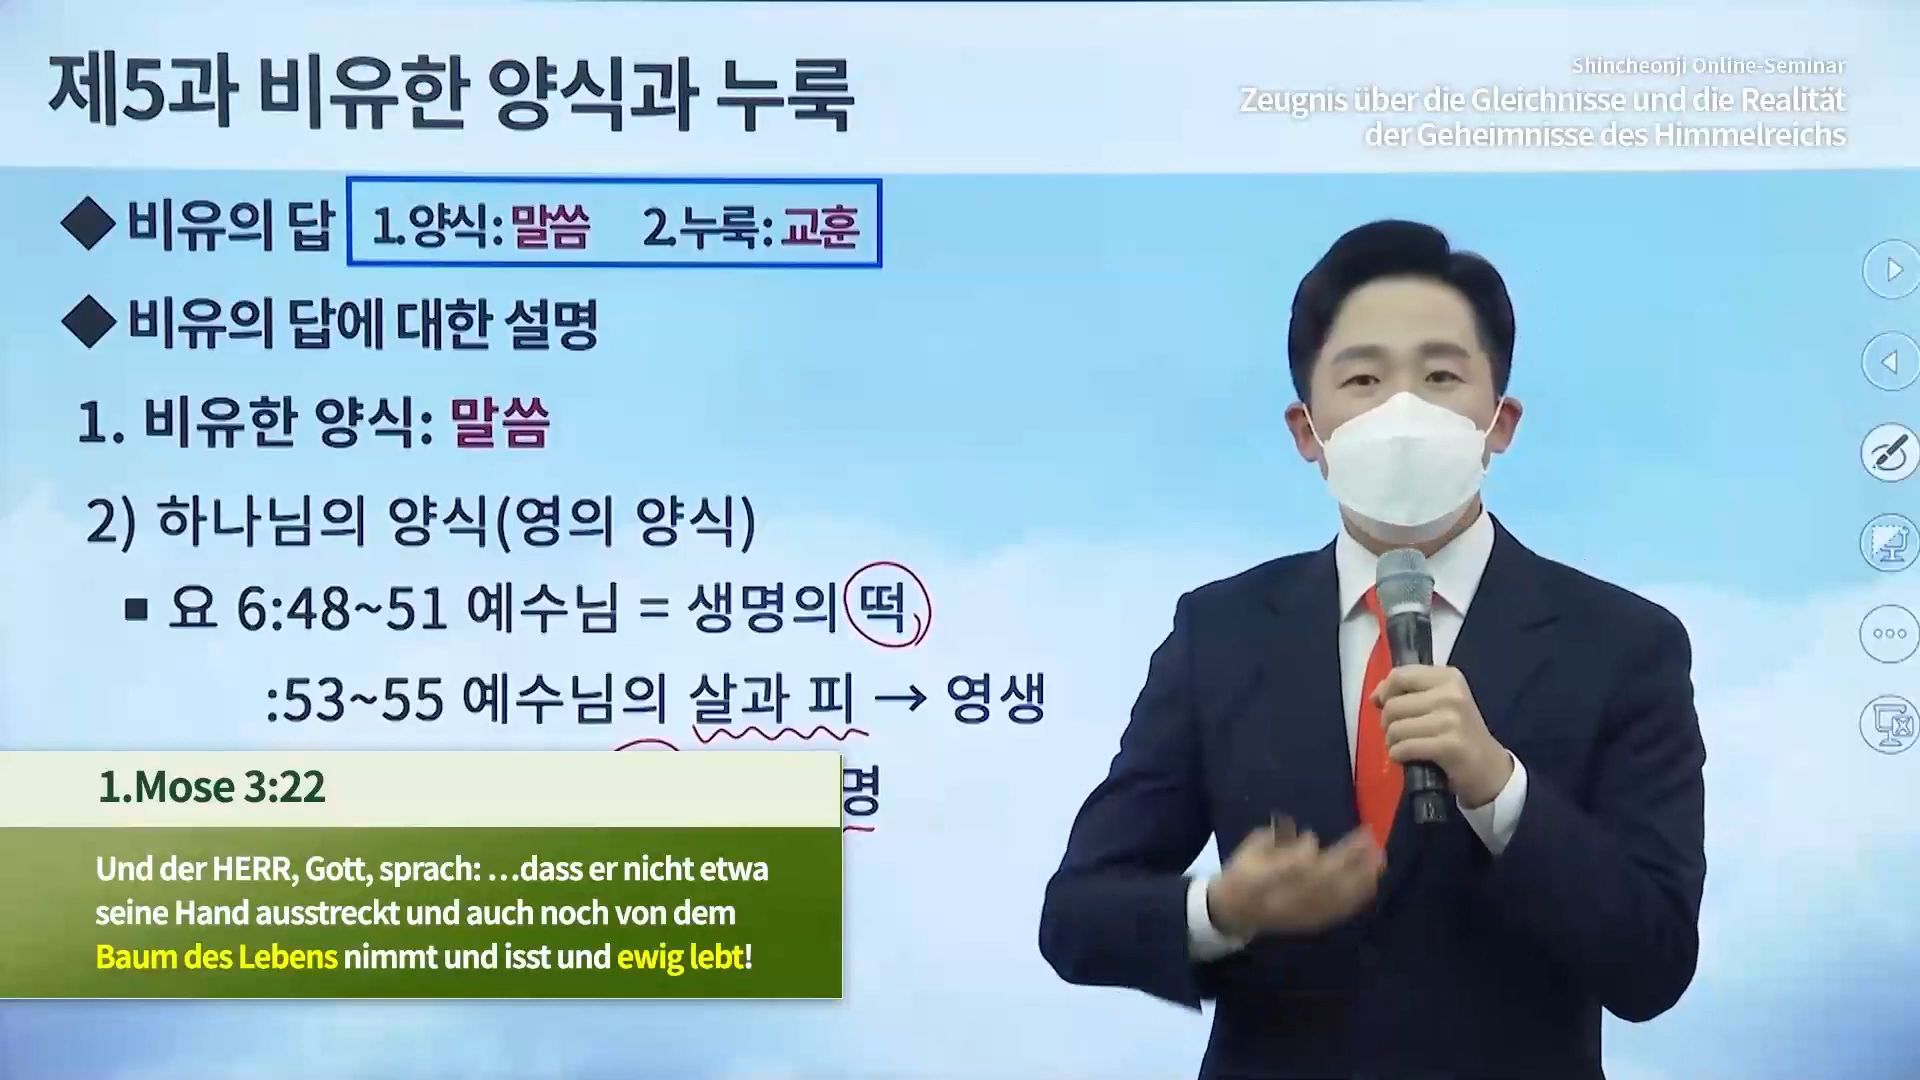 제5과 비유한 양식과 누룩
Shincheonji Online-Seminar
Zeugnis über die Gleichnisse und die Realität
der Geheimnisse des Himmelreichs
◆ 비유의 답 1.양식: 말씀 2.누룩: 교훈
◆ 비유의 답에 대한 설명
1. 비유한 양식: 말씀
2) 하나님의 양식(영의 양식)
▪ 요 6:48~51 예수님 = 생명의 떡
:53~55 예수님의 살과 피 → 영생
명
1.Mose 3:22
Und der HERR, Gott, sprach: …dass er nicht etwa
seine Hand ausstreckt und auch noch von dem
Baum des Lebens nimmt und isst und ewig lebt!